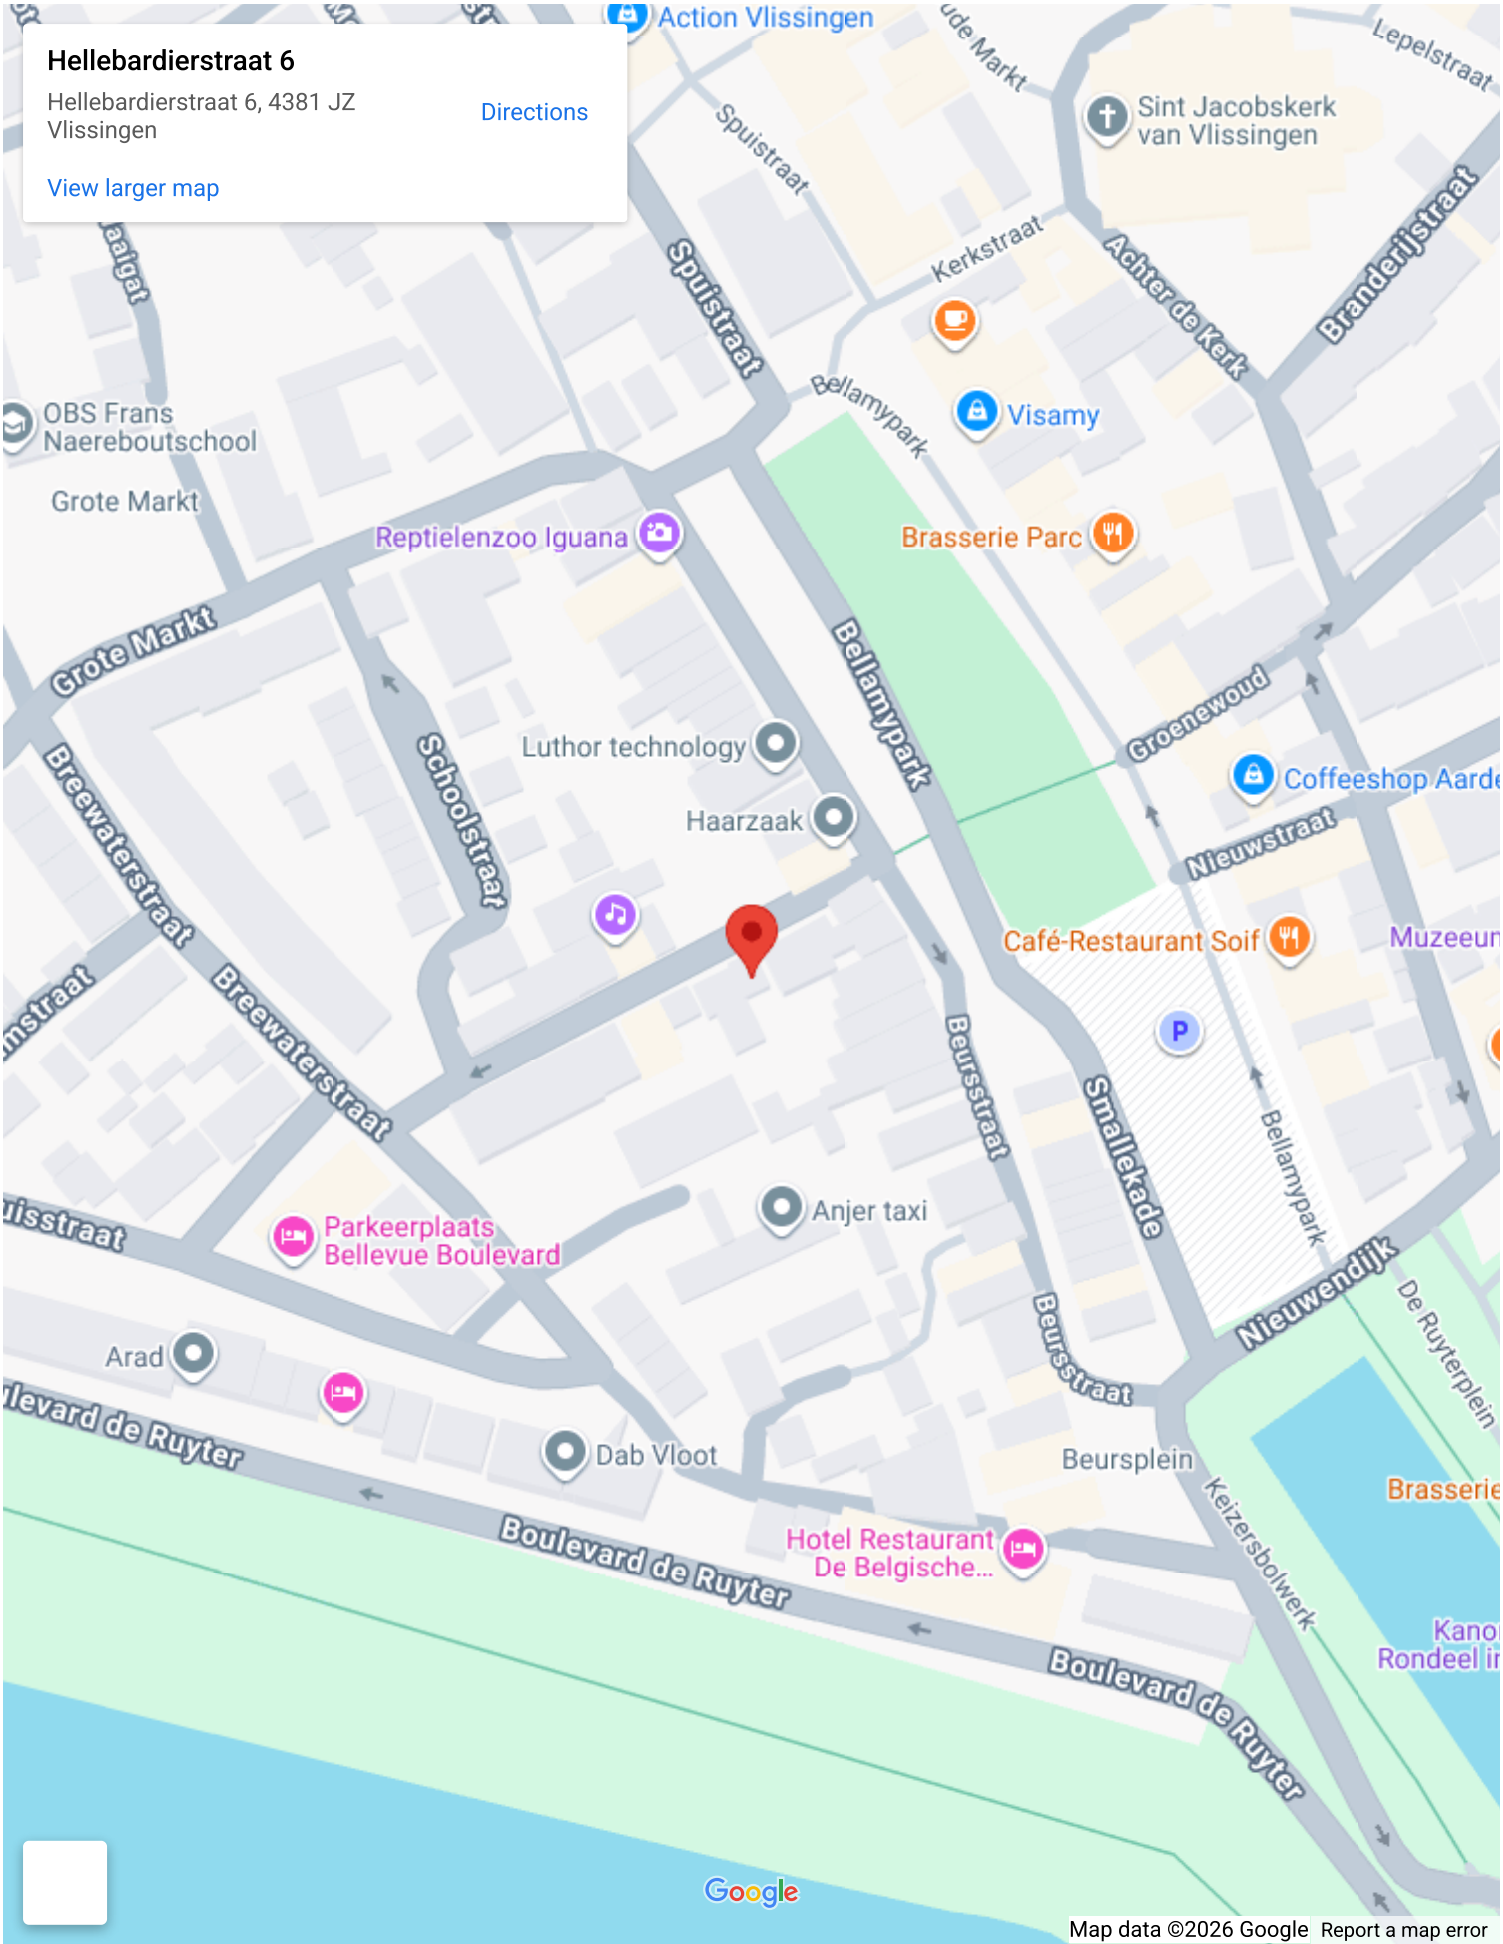 Hellebardierstraat 6
Hellebardierstraat 6, 4381 JZ
Vlissingen
Directions
View larger map
Action Vlissingen
Lepelstraat
Sint Jacobskerk
van Vlissingen
Spuistraat
Kerkstraat
Spuistraat
Achter de Kerk
Branderijstraat
Bellamypark
Visamy
OBS Frans
Naereboutschool
Grote Markt
Reptielenzoo Iguana
Brasserie Parc
Grote Markt
Bellamypark
Groenewoud
Luthor technology
Schoolstraat
Breewaterstraat
Coffeeshop Aarde
Haarzaak
Nieuwstraat
Café-Restaurant Soif
P
Breewaterstraat
Beursstraat
Smallekade
Bellamypark
Anjer taxi
Parkeerplaats
Bellevue Boulevard
Nieuwendijk
De Ruyterplein
Beursstraat
Arad
Boulevard de Ruyter
Dab Vloot
Beursplein
Keizersbolwerk
Brasserie
Hotel Restaurant
De Belgische...
Boulevard de Ruyter
Rondeel in
Boulevard de Ruyter
Google
Map data ©2026 Google
Report a map error